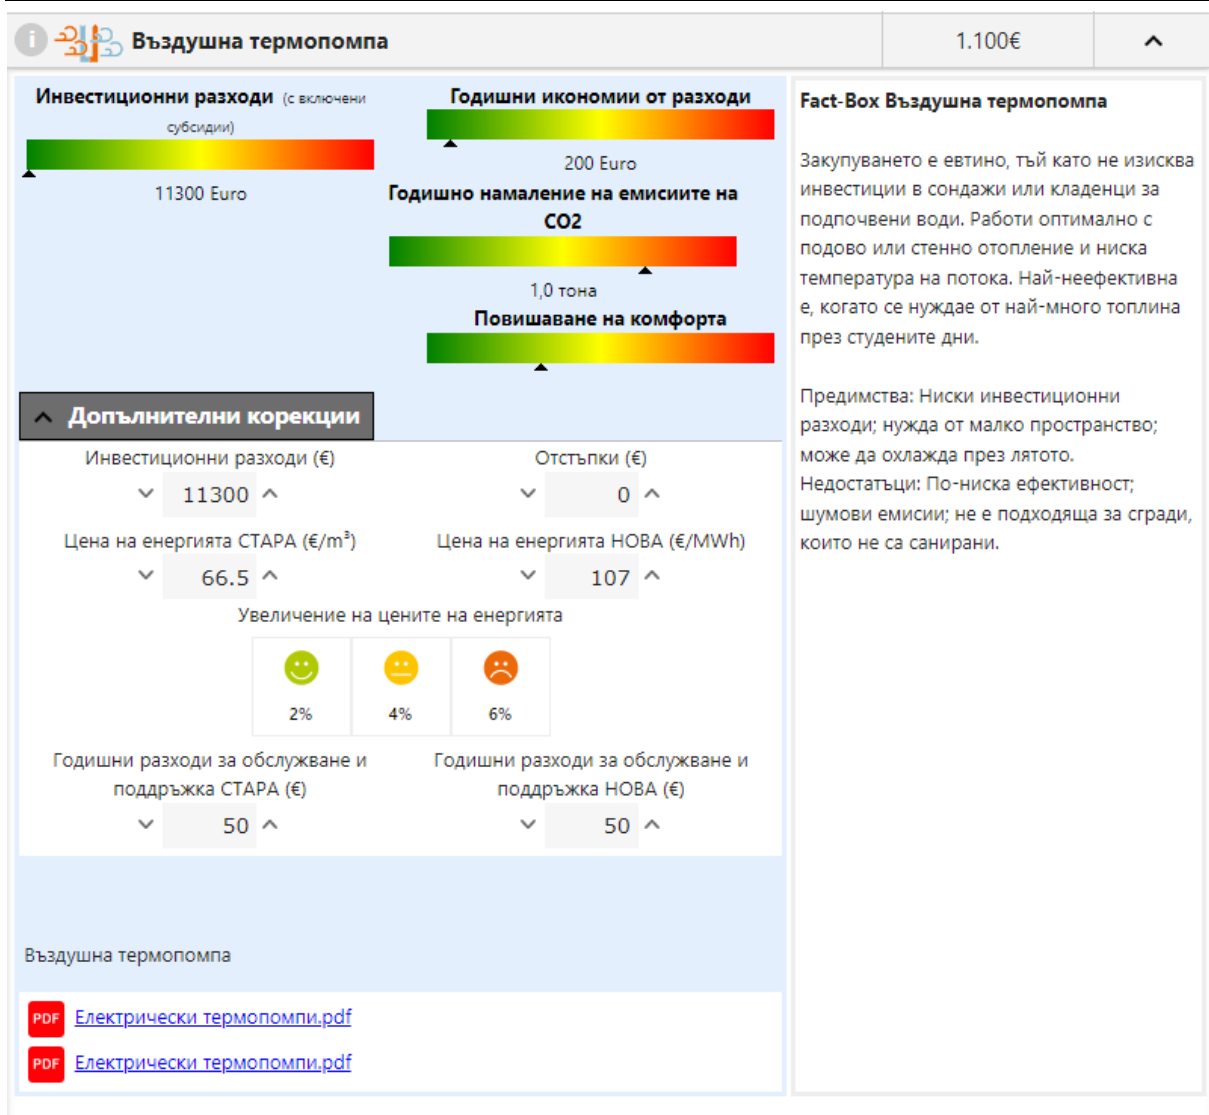 Въздушна термопомпа
1.100€
Инвестиционни разходи (с включени
субсидии)
11300 Euro
Годишни икономии от разходи
200 Euro
Годишно намаление на емисиите на
CO2
1,0 тона
Повишаване на комфорта
Допълнителни корекции
Инвестиционни разходи (€)
11300
Отстъпки (€)
0
Цена на енергията СТАРА (€/m³)
66.5
Цена на енергията НОВА (€/MWh)
107
Увеличение на цените на енергията
2%
4%
6%
Годишни разходи за обслужване и
поддръжка СТАРА (€)
50
Годишни разходи за обслужване и
поддръжка НОВА (€)
50
Въздушна термопомпа
PDF Електрически термопомпи.pdf
PDF Електрически термопомпи.pdf
Fact-Box Въздушна термопомпа
Закупуването е евтино, тъй като не изисква
инвестиции в сондажи или кладенци за
подпочвени води. Работи оптимално с
подово или стенно отопление и ниска
температура на потока. Най-неефективна
е, когато се нуждае от най-много топлина
през студените дни.
Предимства: Ниски инвестиционни
разходи; нужда от малко пространство;
може да охлажда през лятото.
Недостатъци: По-ниска ефективност;
шумови емисии; не е подходяща за сгради,
които не са санирани.